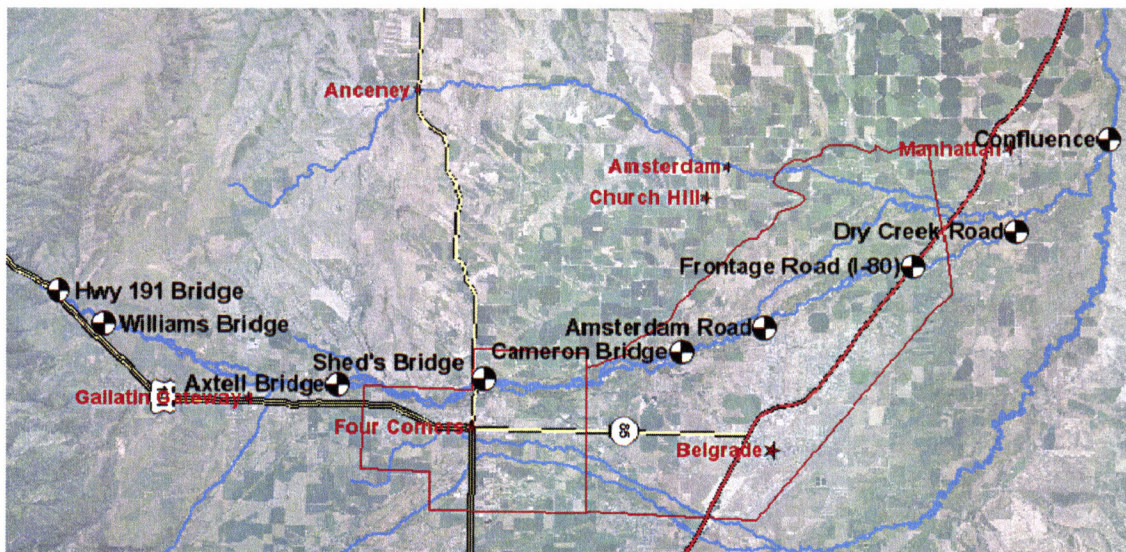 Anceney
Confluence
Manhattan
Amsterdam
Church Hill
Dry Creek Road
Frontage Road (I-80)
Hwy 191 Bridge
Williams Bridge
Amsterdam Road
Cameron Bridge
Shed's Bridge
Axtell Bridge
Gallatin Gateway
Four Corners
85
Belgrade